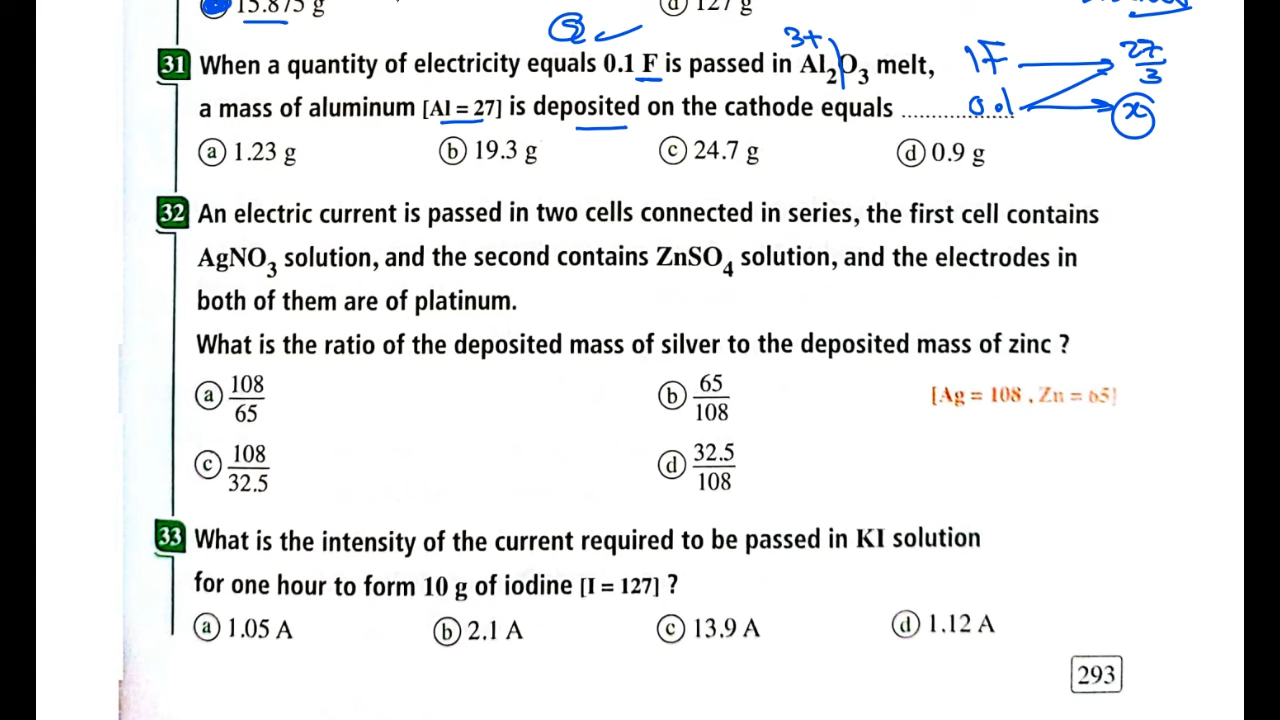 15.875 g
d 127 g
Q
31 When a quantity of electricity equals 0.1 F is passed in Al₂O₃ melt,
3+
1F
27/3
a mass of aluminum [Al = 27] is deposited on the cathode equals ....................
0.1
x
a 1.23 g b 19.3 g c 24.7 g d 0.9 g
32 An electric current is passed in two cells connected in series, the first cell contains
AgNO₃ solution, and the second contains ZnSO₄ solution, and the electrodes in
both of them are of platinum.
What is the ratio of the deposited mass of silver to the deposited mass of zinc ?
a 108/65 b 65/108 [Ag = 108 , Zn = 65]
c 108/32.5 d 32.5/108
33 What is the intensity of the current required to be passed in KI solution
for one hour to form 10 g of iodine [I = 127] ?
a 1.05 A b 2.1 A c 13.9 A d 1.12 A
293